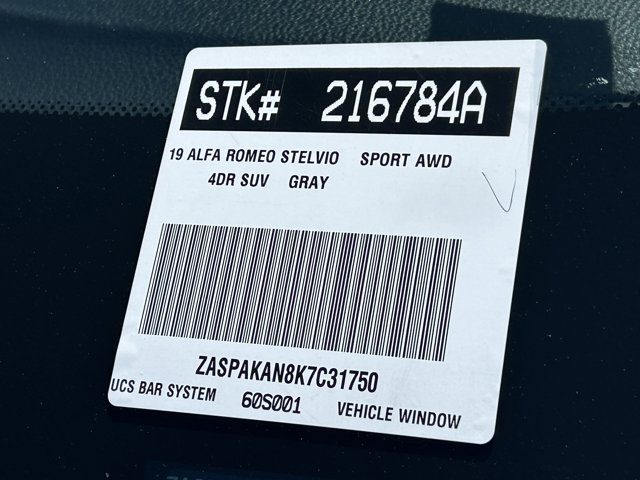 STK# 216784A
19 ALFA ROMEO STELVIO SPORT AWD
4DR SUV GRAY
ZASPAKAN8K7C31750
UCS BAR SYSTEM 60S001 VEHICLE WINDOW